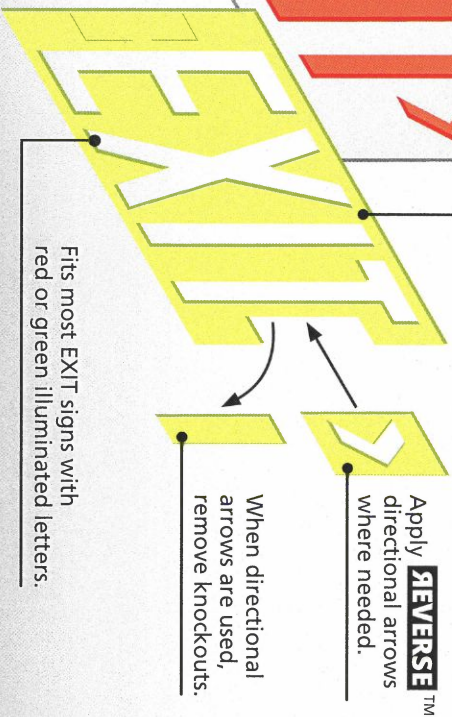 EXIT
Apply ЯEVERSE™
directional arrows
where needed.
When directional
arrows are used,
remove knockouts.
Fits most EXIT signs with
red or green illuminated letters.